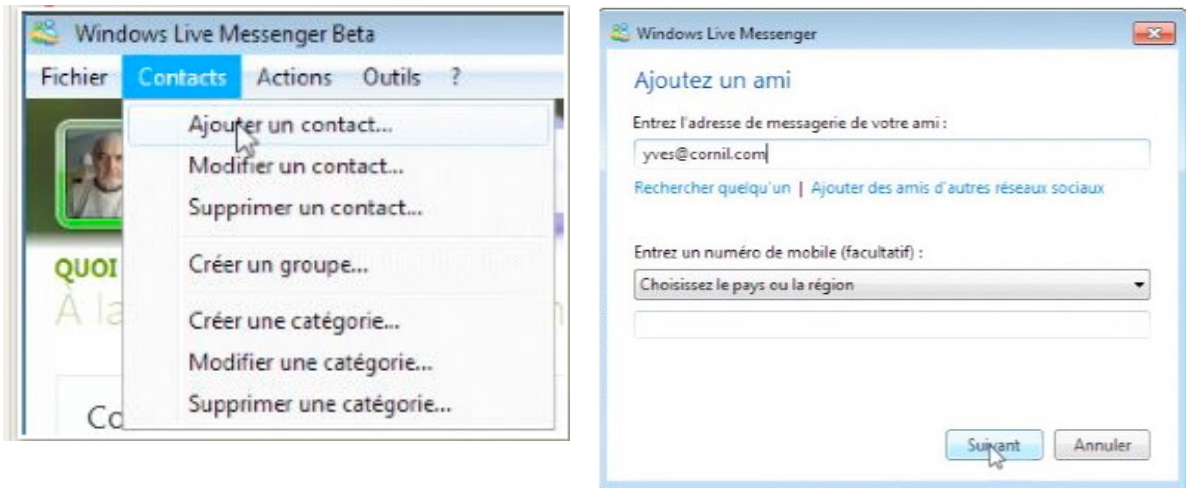 Windows Live Messenger Beta
Fichier Contacts Actions Outils ?
Ajouter un contact...
Modifier un contact...
Supprimer un contact...
QUOI
Créer un groupe...
À la
Créer une catégorie...
Modifier une catégorie...
Supprimer une catégorie...
Co
Windows Live Messenger
Ajoutez un ami
Entrez l'adresse de messagerie de votre ami :
yves@cornil.com
Rechercher quelqu'un | Ajouter des amis d'autres réseaux sociaux
Entrez un numéro de mobile (facultatif) :
Choisissez le pays ou la région
Suivant Annuler